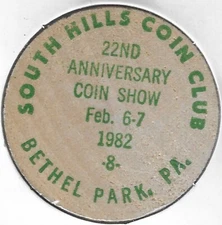 SOUTH HILLS COIN CLUB
22ND
ANNIVERSARY
COIN SHOW
Feb. 6-7
1982
-8-
BETHEL PARK, PA.